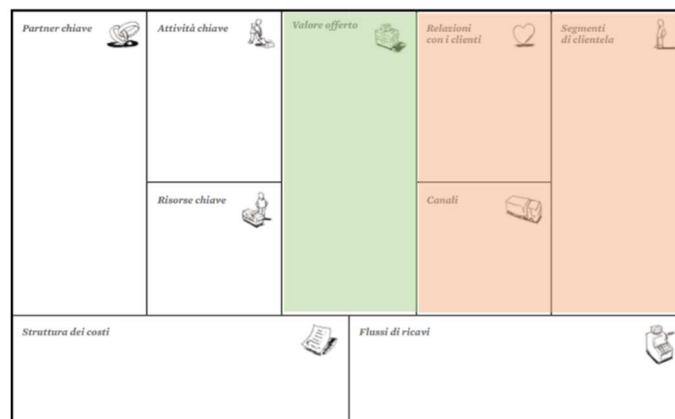 Partner chiave
Attività chiave
Valore offerto
Relazioni
con i clienti
Segmenti
di clientela
Risorse chiave
Canali
Struttura dei costi
Flussi di ricavi